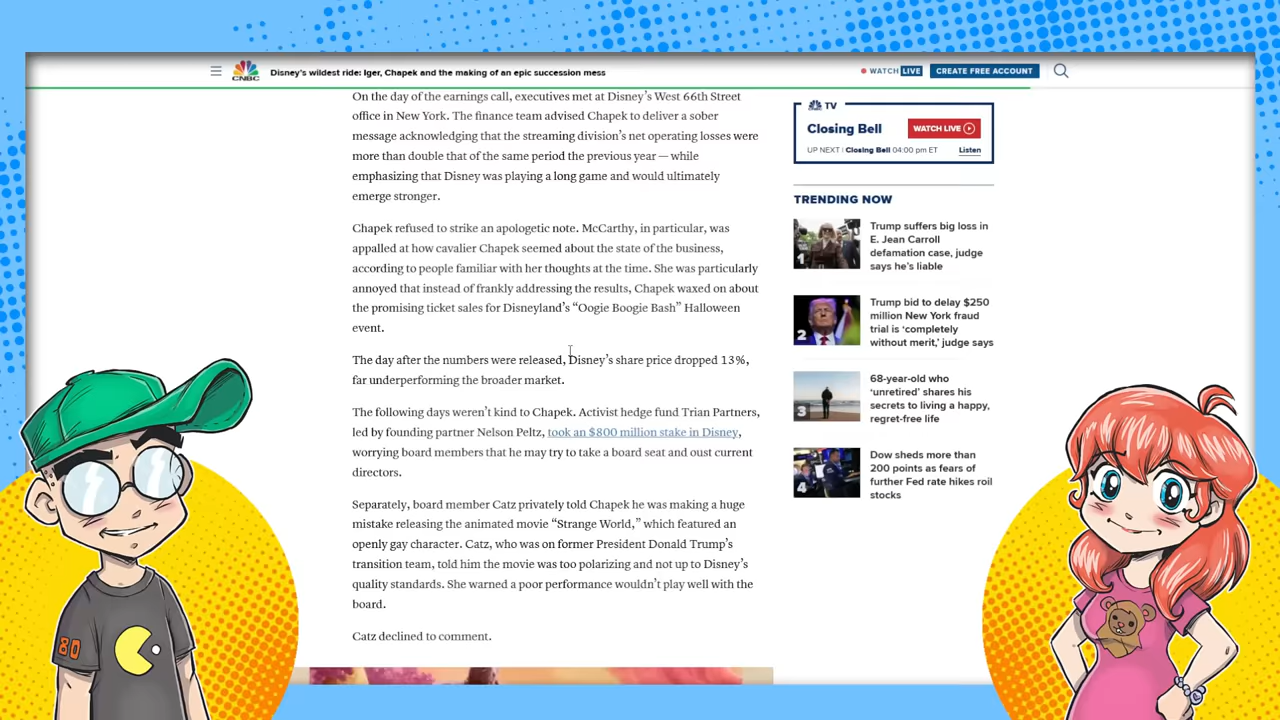 CNBC
Disney's wildest ride: Iger, Chapek and the making of an epic succession mess
WATCH LIVE
CREATE FREE ACCOUNT
On the day of the earnings call, executives met at Disney's West 66th Street
office in New York. The finance team advised Chapek to deliver a sober
message acknowledging that the streaming division's net operating losses were
more than double that of the same period the previous year — while
emphasizing that Disney was playing a long game and would ultimately
emerge stronger.
Chapek refused to strike an apologetic note. McCarthy, in particular, was
appalled at how cavalier Chapek seemed about the state of the business,
according to people familiar with her thoughts at the time. She was particularly
annoyed that instead of frankly addressing the results, Chapek waxed on about
the promising ticket sales for Disneyland's “Oogie Boogie Bash” Halloween
event.
The day after the numbers were released, Disney's share price dropped 13%,
far underperforming the broader market.
The following days weren't kind to Chapek. Activist hedge fund Trian Partners,
led by founding partner Nelson Peltz, took an $800 million stake in Disney,
worrying board members that he may try to take a board seat and oust current
directors.
Separately, board member Catz privately told Chapek he was making a huge
mistake releasing the animated movie “Strange World,” which featured an
openly gay character. Catz, who was on former President Donald Trump's
transition team, told him the movie was too polarizing and not up to Disney's
quality standards. She warned a poor performance wouldn't play well with the
board.
Catz declined to comment.
TV
Closing Bell
WATCH LIVE
UP NEXT | Closing Bell 04:00 pm ET
Listen
TRENDING NOW
1
Trump suffers big loss in
E. Jean Carroll
defamation case, judge
says he's liable
2
Trump bid to delay $250
million New York fraud
trial is ‘completely
without merit,’ judge says
3
68-year-old who
‘unretired’ shares his
secrets to living a happy,
regret-free life
4
Dow sheds more than
200 points as fears of
further Fed rate hikes roil
stocks
80